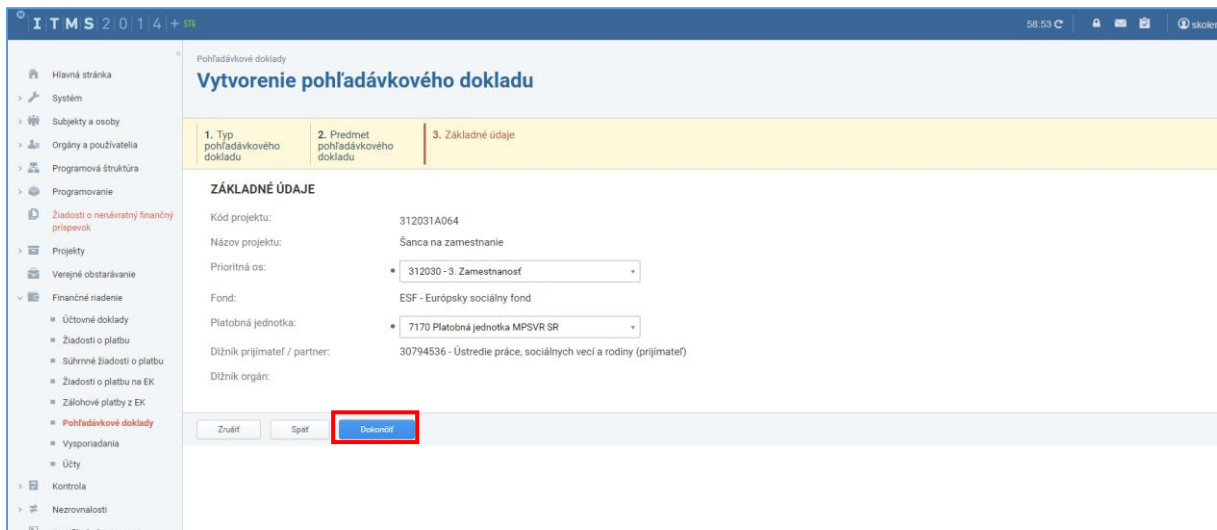 ITMS2014+ STG
58:53
skolen
Hlavná stránka
Systém
Subjekty a osoby
Orgány a používatelia
Programová štruktúra
Programovanie
Žiadosti o nenávratný finančný
príspevok
Projekty
Verejné obstarávanie
Finančné riadenie
Účtovné doklady
Žiadosti o platbu
Súhrnné žiadosti o platbu
Žiadosti o platbu na EK
Zálohové platby z EK
Pohľadávkové doklady
Vysporiadania
Účty
Kontrola
Nezrovnalosti
Pohľadávkové doklady
Vytvorenie pohľadávkového dokladu
1. Typ
pohľadávkového
dokladu
2. Predmet
pohľadávkového
dokladu
3. Základné údaje
ZÁKLADNÉ ÚDAJE
Kód projektu: 312031A064
Názov projektu: Šanca na zamestnanie
Prioritná os: 312030 - 3. Zamestnanosť
Fond: ESF - Európsky sociálny fond
Platobná jednotka: 7170 Platobná jednotka MPSVR SR
Dlžník prijímateľ / partner: 30794536 - Ústredie práce, sociálnych vecí a rodiny (prijímateľ)
Dlžník orgán:
Zrušiť Späť Dokončiť